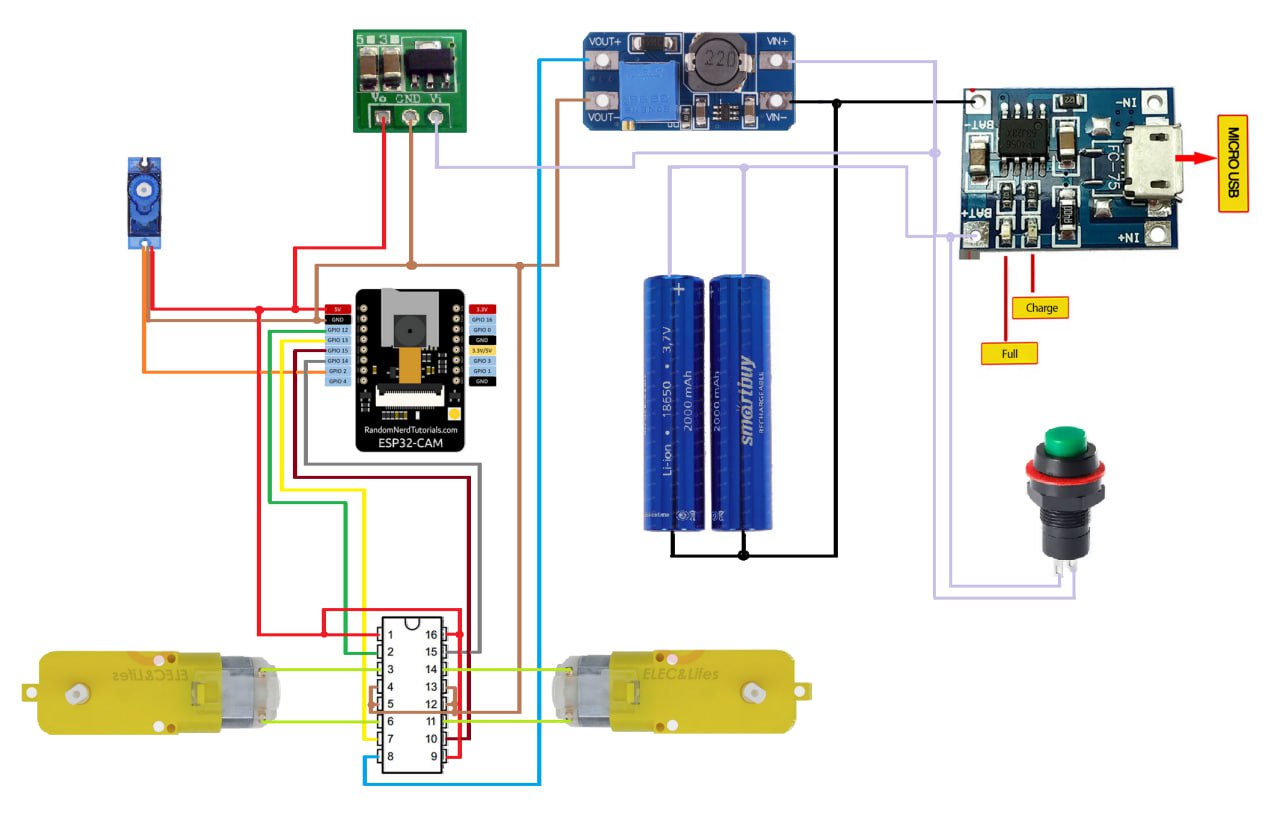 5 3
Vo GND Vi
VOUT+
VOUT-
220
VIN+
VIN-
BAT-
BAT+
FC-75
IN-
IN+
MICRO USB
Charge
Full
5V
GND
GPIO 12
GPIO 13
GPIO 15
GPIO 14
GPIO 2
GPIO 4
3.3V
GPIO 16
GPIO 0
GND
3.3V/5V
GPIO 3
GPIO 1
GND
RandomNerdTutorials.com
ESP32-CAM
+
Li-ion • 18650 • 3,7V
2000 mAh
2000 mAh
smartbuy
RECHARGEABLE
ELEC&Lifes
ELEC&Lifes
1 16
2 15
3 14
4 13
5 12
6 11
7 10
8 9